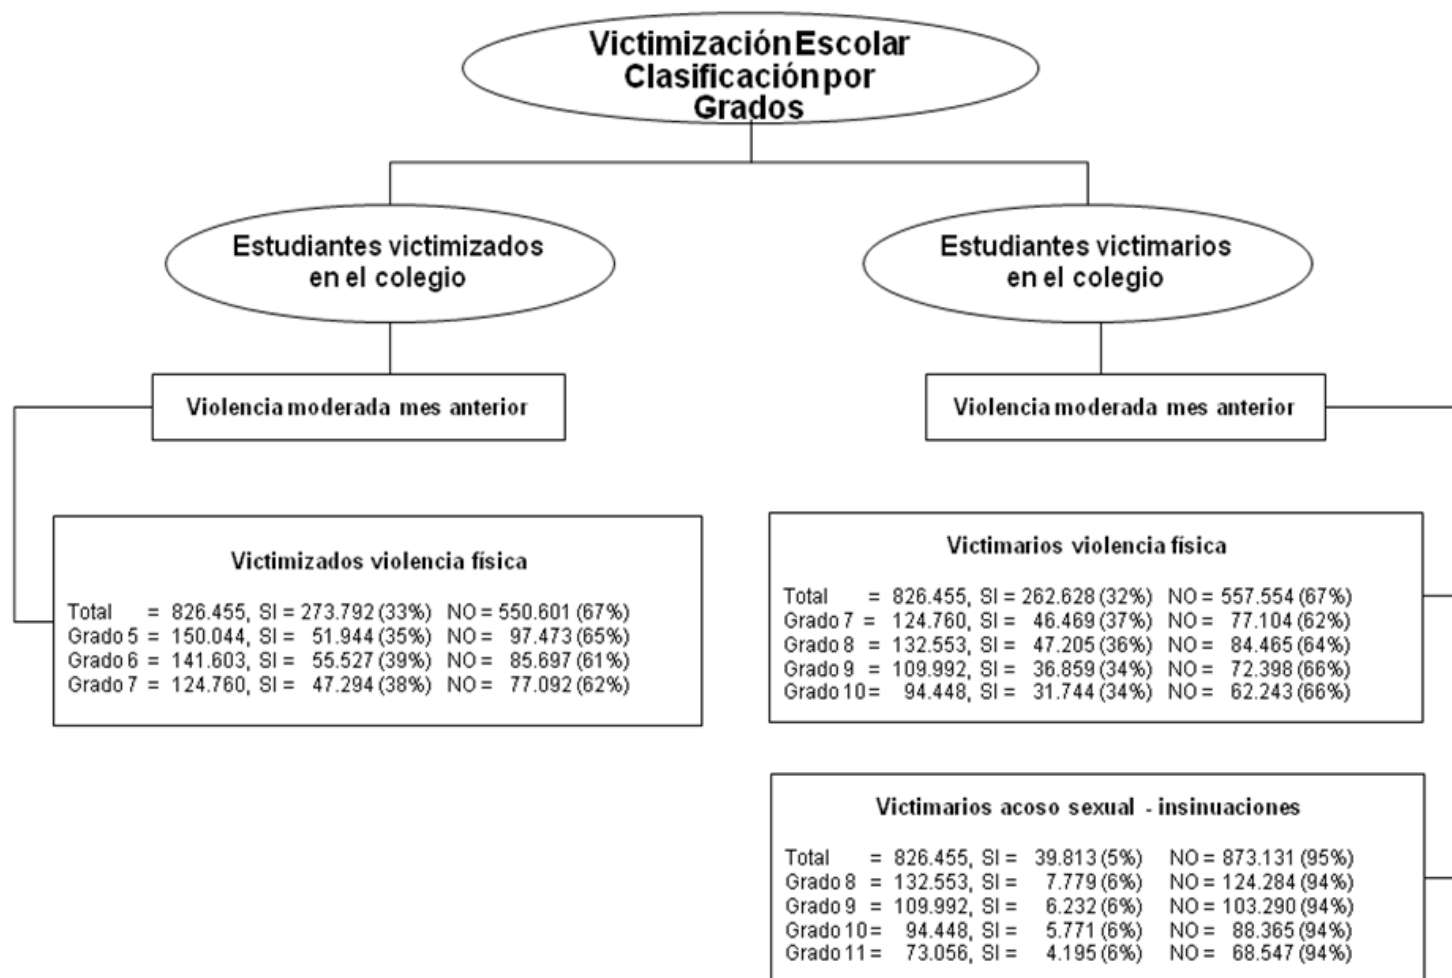 Victimización Escolar
Clasificación por
Grados
Estudiantes victimizados
en el colegio
Estudiantes victimarios
en el colegio
Violencia moderada mes anterior
Violencia moderada mes anterior
Victimizados violencia física
Total = 826.455, SI = 273.792 (33%) NO = 550.601 (67%)
Grado 5 = 150.044, SI = 51.944 (35%) NO = 97.473 (65%)
Grado 6 = 141.603, SI = 55.527 (39%) NO = 85.697 (61%)
Grado 7 = 124.760, SI = 47.294 (38%) NO = 77.092 (62%)
Victimarios violencia física
Total = 826.455, SI = 262.628 (32%) NO = 557.554 (67%)
Grado 7 = 124.760, SI = 46.469 (37%) NO = 77.104 (62%)
Grado 8 = 132.553, SI = 47.205 (36%) NO = 84.465 (64%)
Grado 9 = 109.992, SI = 36.859 (34%) NO = 72.398 (66%)
Grado 10 = 94.448, SI = 31.744 (34%) NO = 62.243 (66%)
Victimarios acoso sexual - insinuaciones
Total = 826.455, SI = 39.813 (5%) NO = 873.131 (95%)
Grado 8 = 132.553, SI = 7.779 (6%) NO = 124.284 (94%)
Grado 9 = 109.992, SI = 6.232 (6%) NO = 103.290 (94%)
Grado 10 = 94.448, SI = 5.771 (6%) NO = 88.365 (94%)
Grado 11 = 73.056, SI = 4.195 (6%) NO = 68.547 (94%)